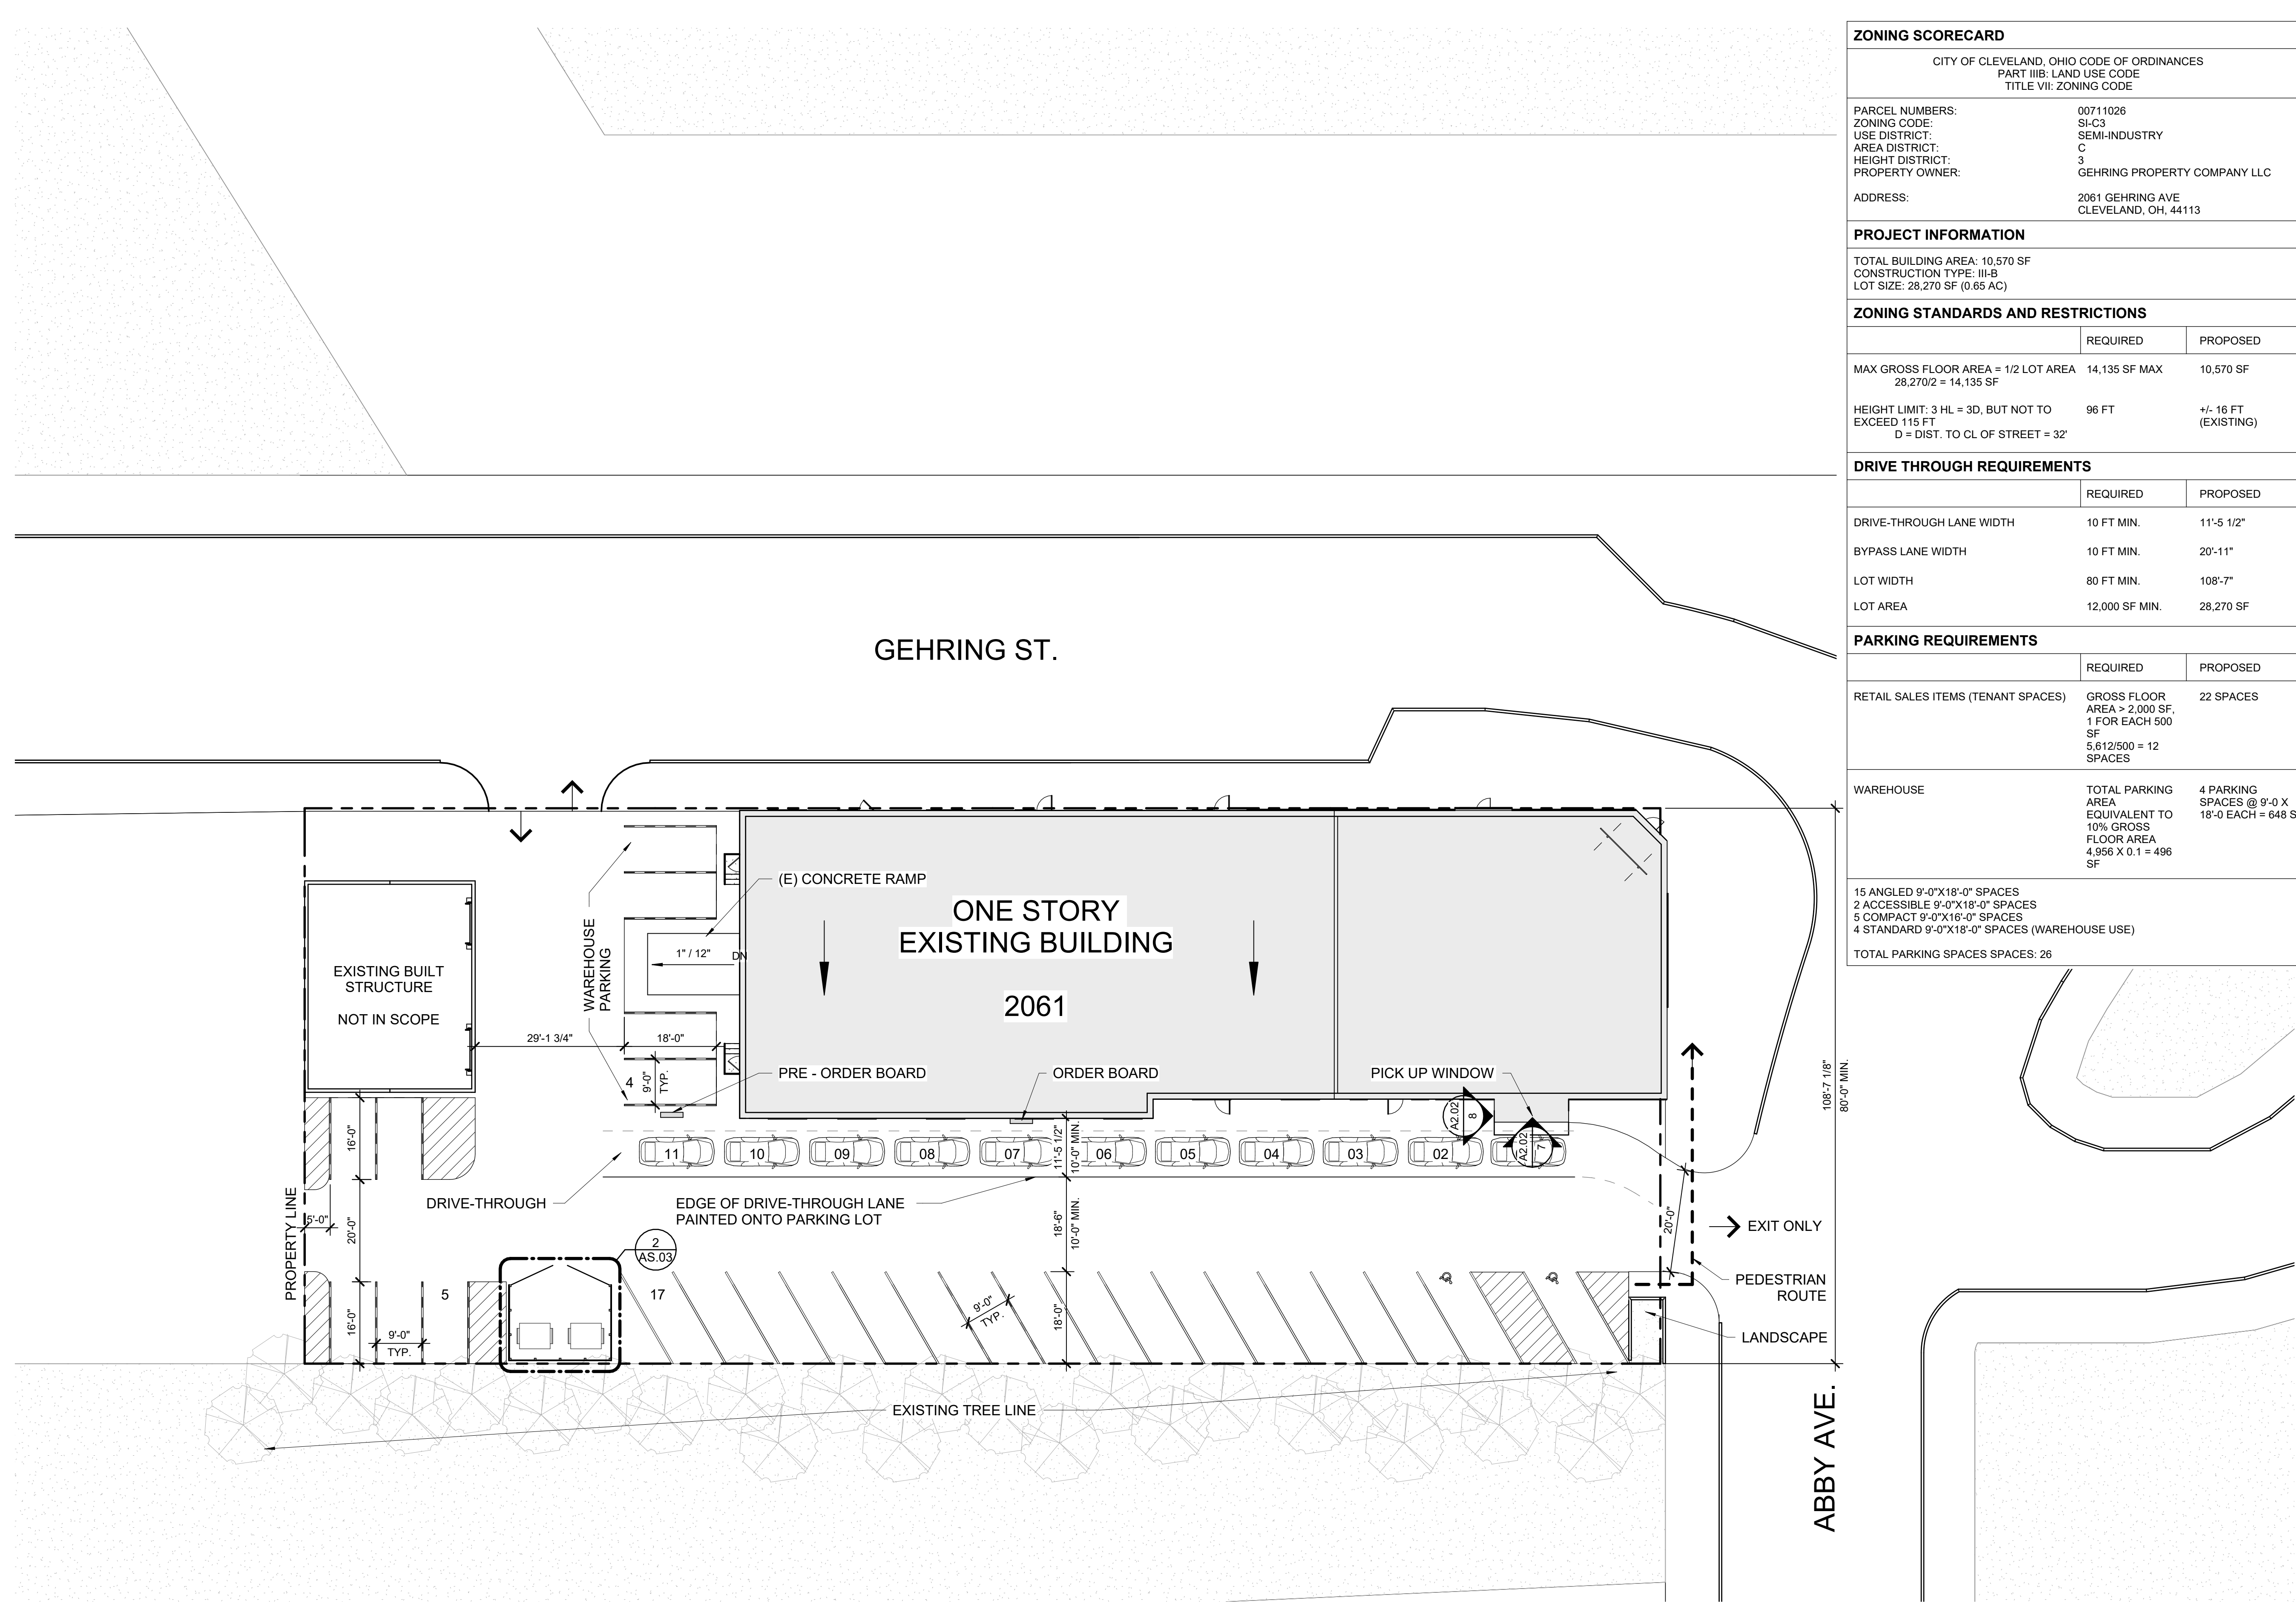 ZONING SCORECARD
CITY OF CLEVELAND, OHIO CODE OF ORDINANCES
PART IIIB: LAND USE CODE
TITLE VII: ZONING CODE
PARCEL NUMBERS: 00711026
ZONING CODE: SI-C3
USE DISTRICT: SEMI-INDUSTRY
AREA DISTRICT: C
HEIGHT DISTRICT: 3
PROPERTY OWNER: GEHRING PROPERTY COMPANY LLC
ADDRESS: 2061 GEHRING AVE
CLEVELAND, OH, 44113
PROJECT INFORMATION
TOTAL BUILDING AREA: 10,570 SF
CONSTRUCTION TYPE: III-B
LOT SIZE: 28,270 SF (0.65 AC)
ZONING STANDARDS AND RESTRICTIONS
REQUIRED PROPOSED
MAX GROSS FLOOR AREA = 1/2 LOT AREA 14,135 SF MAX 10,570 SF
28,270/2 = 14,135 SF
HEIGHT LIMIT: 3 HL = 3D, BUT NOT TO 96 FT +/- 16 FT
EXCEED 115 FT (EXISTING)
D = DIST. TO CL OF STREET = 32'
DRIVE THROUGH REQUIREMENTS
REQUIRED PROPOSED
DRIVE-THROUGH LANE WIDTH 10 FT MIN. 11'-5 1/2"
BYPASS LANE WIDTH 10 FT MIN. 20'-11"
LOT WIDTH 80 FT MIN. 108'-7"
LOT AREA 12,000 SF MIN. 28,270 SF
PARKING REQUIREMENTS
REQUIRED PROPOSED
RETAIL SALES ITEMS (TENANT SPACES) GROSS FLOOR 22 SPACES
AREA > 2,000 SF,
1 FOR EACH 500
SF
5,612/500 = 12
SPACES
WAREHOUSE TOTAL PARKING 4 PARKING
AREA SPACES @ 9'-0 X
EQUIVALENT TO 18'-0 EACH = 648 S
10% GROSS
FLOOR AREA
4,956 X 0.1 = 496
SF
15 ANGLED 9'-0"X18'-0" SPACES
2 ACCESSIBLE 9'-0"X18'-0" SPACES
5 COMPACT 9'-0"X16'-0" SPACES
4 STANDARD 9'-0"X18'-0" SPACES (WAREHOUSE USE)
TOTAL PARKING SPACES SPACES: 26
GEHRING ST.
(E) CONCRETE RAMP
ONE STORY
EXISTING BUILDING
2061
WAREHOUSE
PARKING
1" / 12"
DN
EXISTING BUILT
STRUCTURE
NOT IN SCOPE
29'-1 3/4"
18'-0"
4
9'-0"
TYP.
PRE - ORDER BOARD
ORDER BOARD
PICK UP WINDOW
A2.02
8
A2.02
7
108'-7 1/8"
80'-0" MIN.
11
10
09
08
07
06
05
04
03
02
11'-5 1/2"
10'-0" MIN.
16'-0"
DRIVE-THROUGH
EDGE OF DRIVE-THROUGH LANE
PAINTED ONTO PARKING LOT
PROPERTY LINE
5'-0"
20'-0"
18'-6"
10'-0" MIN.
20'-0"
EXIT ONLY
2
AS.03
PEDESTRIAN
ROUTE
5
17
16'-0"
9'-0"
TYP.
9'-0"
TYP.
18'-0"
LANDSCAPE
EXISTING TREE LINE
ABBY AVE.